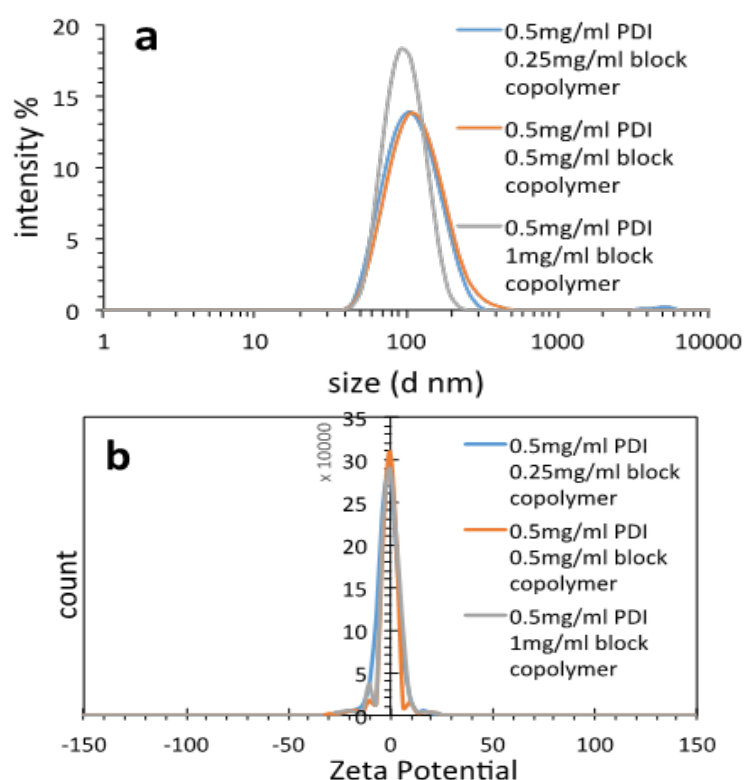 a
20
15
10
5
0
intensity %
1
10
100
1000
10000
size (d nm)
0.5mg/ml PDI
0.25mg/ml block
copolymer
0.5mg/ml PDI
0.5mg/ml block
copolymer
0.5mg/ml PDI
1mg/ml block
copolymer
b
35
30
25
20
15
10
5
0
x 10000
count
-150
-100
-50
0
50
100
150
Zeta Potential
0.5mg/ml PDI
0.25mg/ml block
copolymer
0.5mg/ml PDI
0.5mg/ml block
copolymer
0.5mg/ml PDI
1mg/ml block
copolymer